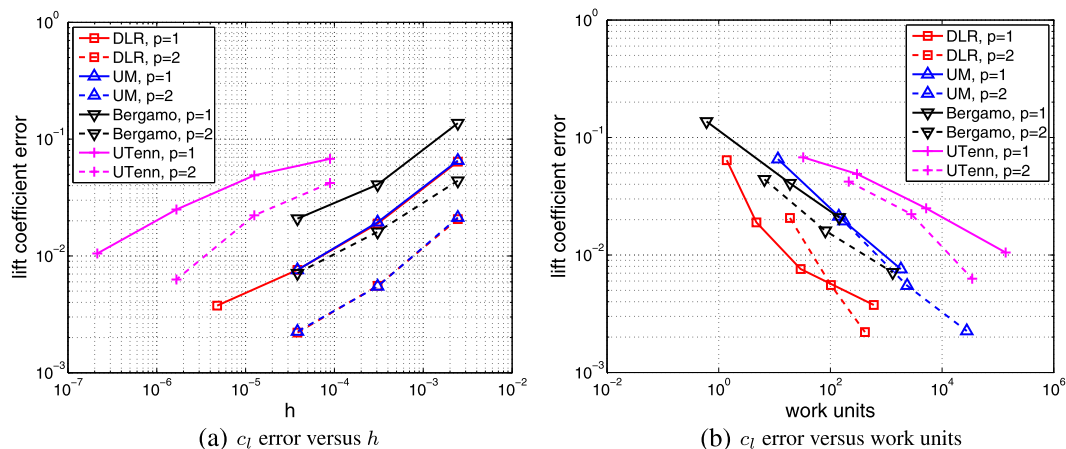 DLR, p=1
DLR, p=2
UM, p=1
UM, p=2
Bergamo, p=1
Bergamo, p=2
UTenn, p=1
UTenn, p=2
lift coefficient error
10^0
10^−1
10^−2
10^−3
10^−7 10^−6 10^−5 10^−4 10^−3 10^−2
h
(a) c_l error versus h
DLR, p=1
DLR, p=2
UM, p=1
UM, p=2
Bergamo, p=1
Bergamo, p=2
UTenn, p=1
UTenn, p=2
lift coefficient error
10^0
10^−1
10^−2
10^−3
10^−2 10^0 10^2 10^4 10^6
work units
(b) c_l error versus work units